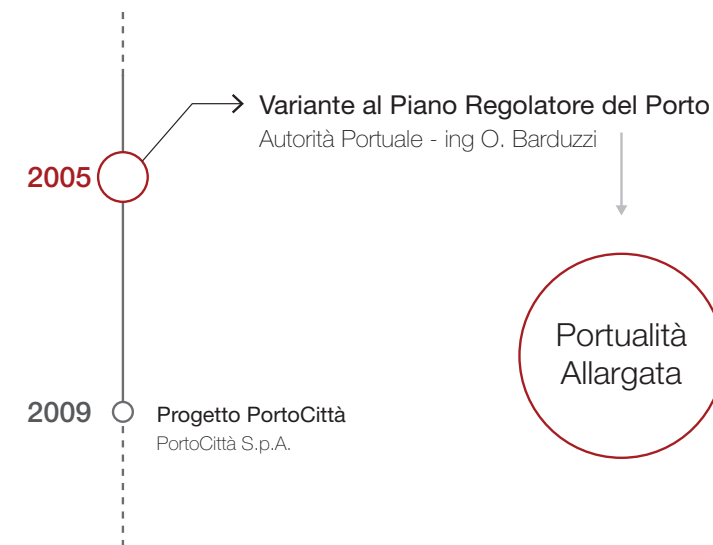 Variante al Piano Regolatore del Porto
Autorità Portuale - ing O. Barduzzi
2005
Portualità
Allargata
2009
Progetto PortoCittà
PortoCittà S.p.A.